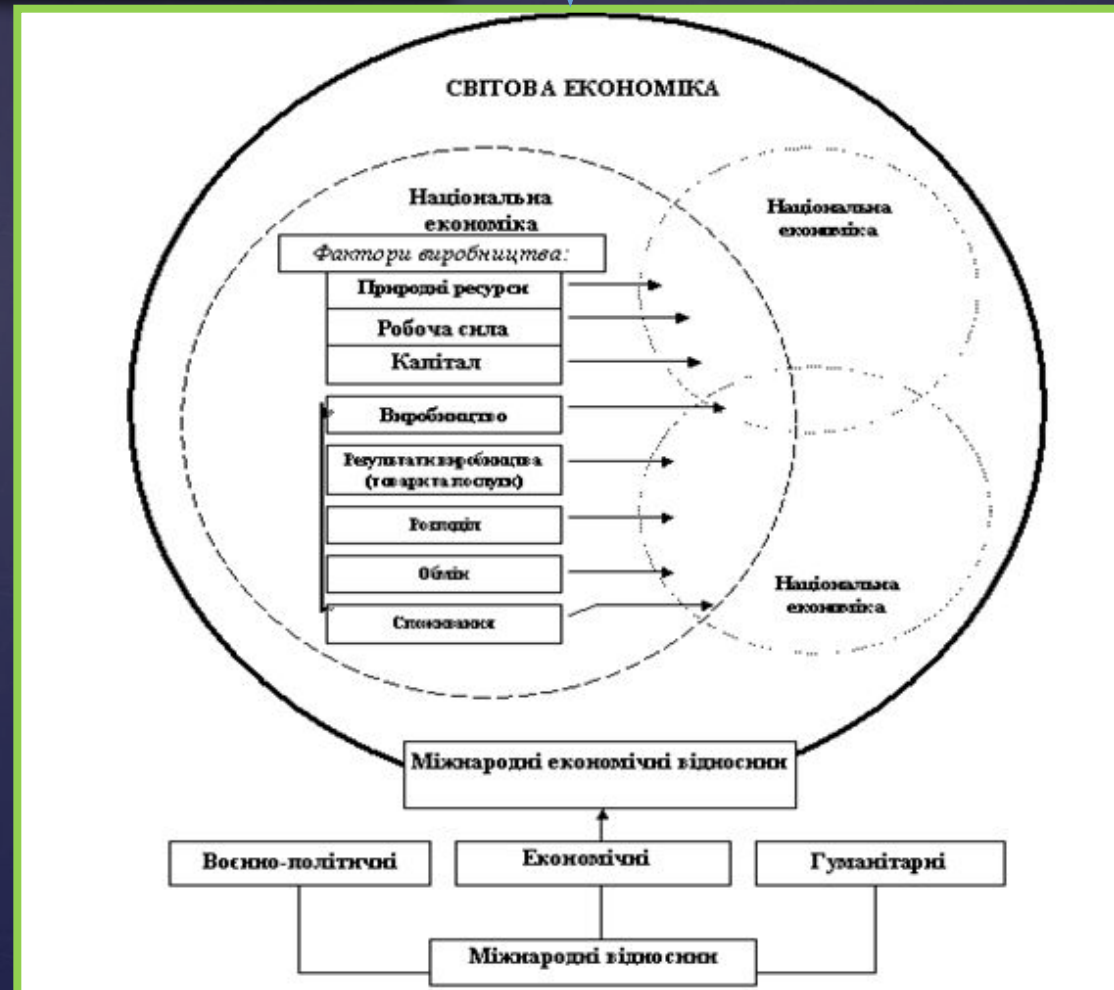 СВІТОВА ЕКОНОМІКА
Національна
економіка
Національна
економіка
Фактори виробництва:
Природні ресурси
Робоча сила
Капітал
Виробництво
Результати виробництва
(товари та послуги)
Розподіл
Обмін
Споживання
Національна
економіка
Міжнародні економічні відносини
Воєнно-політичні
Економічні
Гуманітарні
Міжнародні відносини